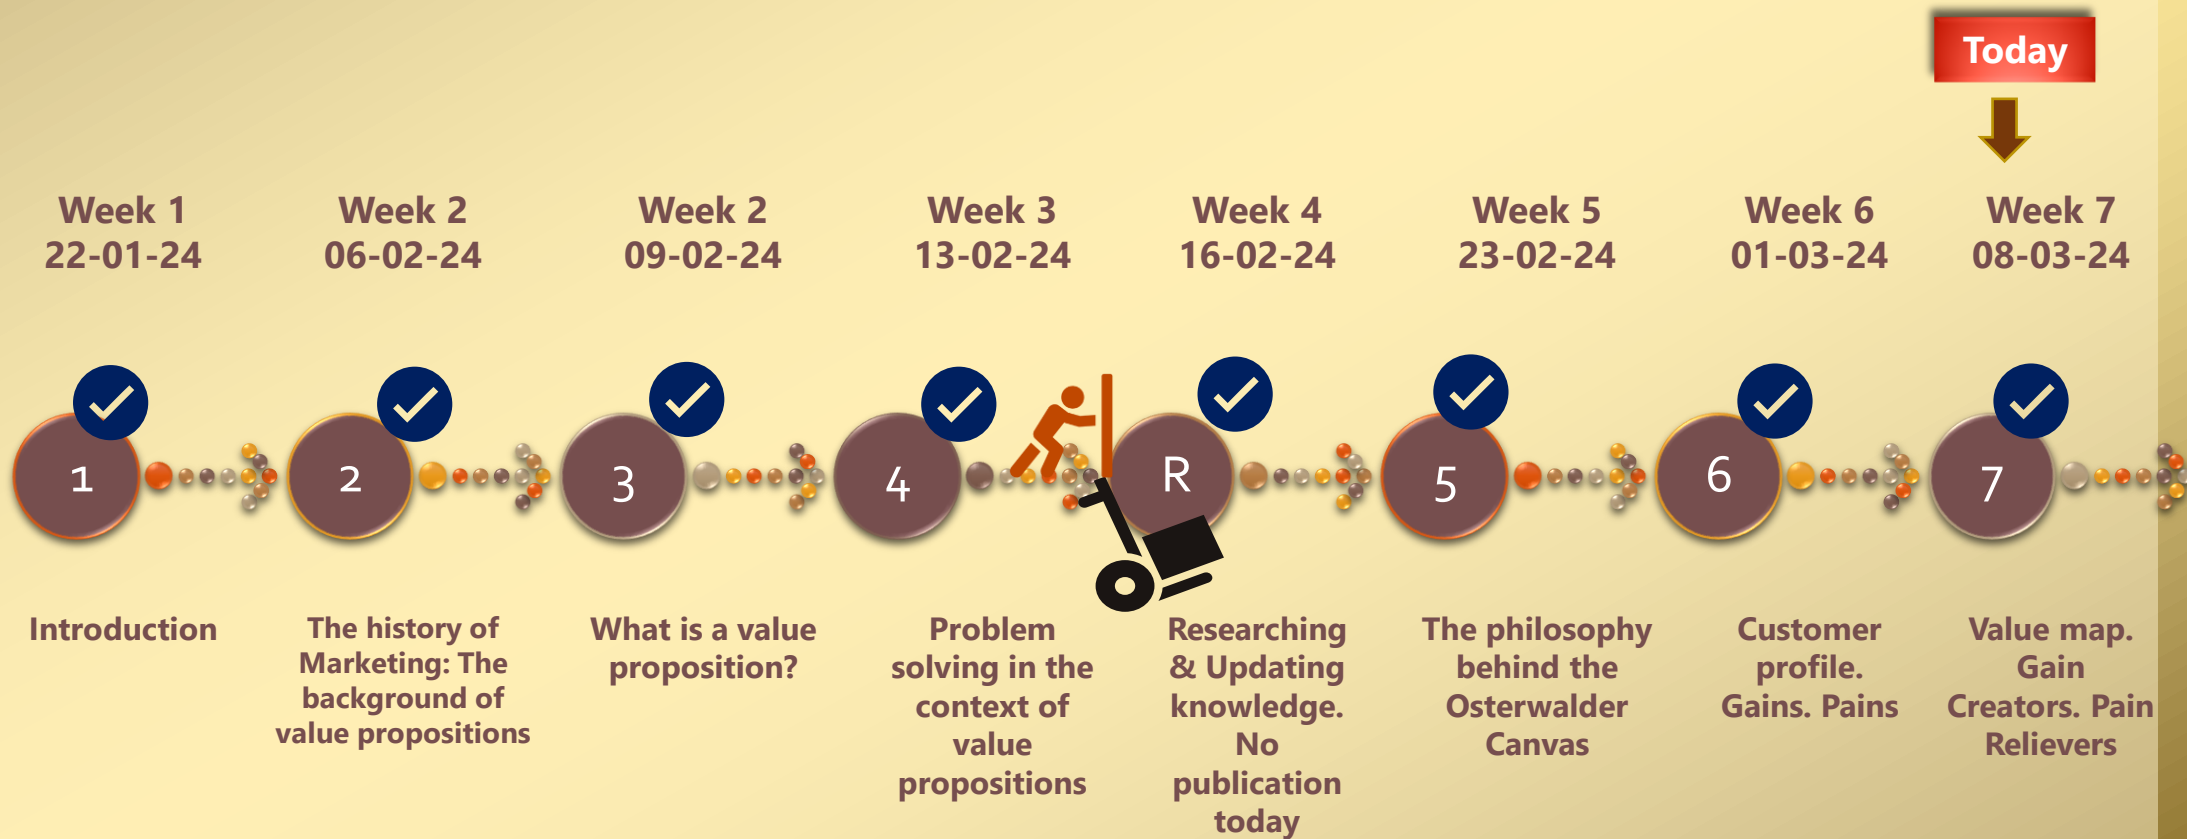 Today
Week 1
22-01-24
Week 2
06-02-24
Week 2
09-02-24
Week 3
13-02-24
Week 4
16-02-24
Week 5
23-02-24
Week 6
01-03-24
Week 7
08-03-24
1
2
3
4
R
5
6
7
Introduction
The history of
Marketing: The
background of
value propositions
What is a value
proposition?
Problem
solving in the
context of
value
propositions
Researching
& Updating
knowledge.
No
publication
today
The philosophy
behind the
Osterwalder
Canvas
Customer
profile.
Gains. Pains
Value map.
Gain
Creators. Pain
Relievers